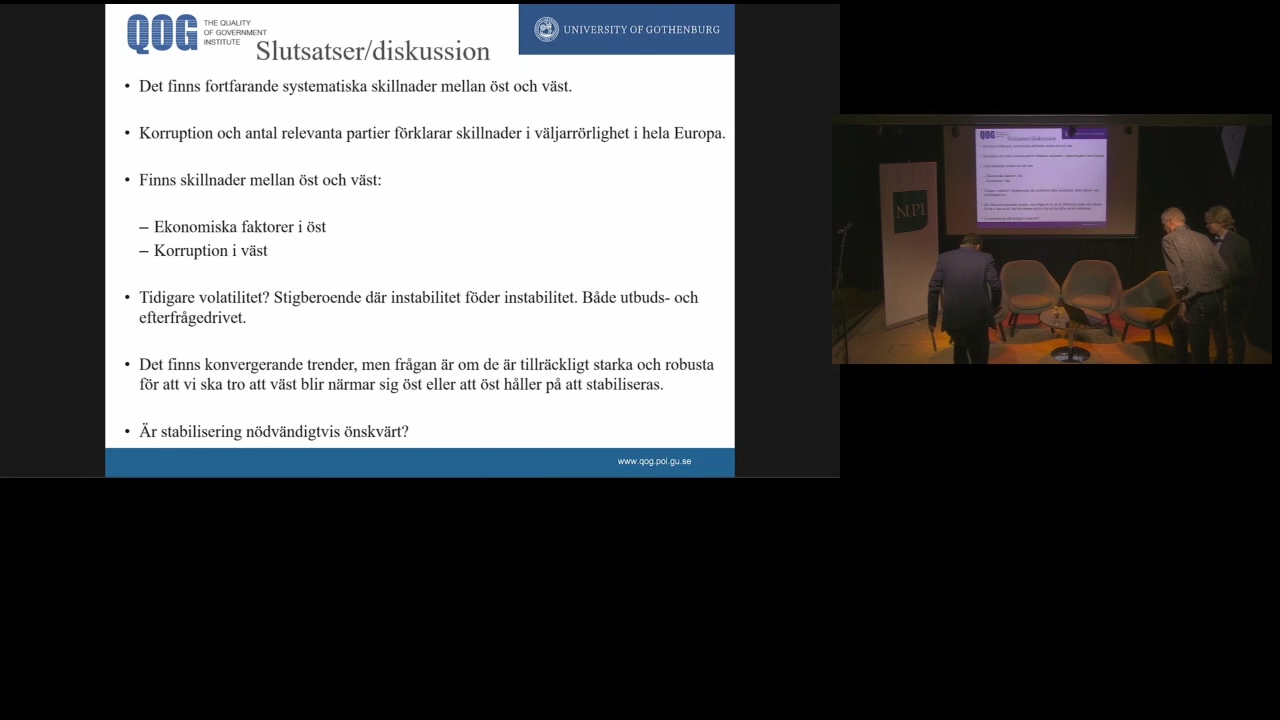 QOG
THE QUALITY
OF GOVERNMENT
INSTITUTE
UNIVERSITY OF GOTHENBURG
Slutsatser/diskussion
• Det finns fortfarande systematiska skillnader mellan öst och väst.
• Korruption och antal relevanta partier förklarar skillnader i väljarrörlighet i hela Europa.
• Finns skillnader mellan öst och väst:
– Ekonomiska faktorer i öst
– Korruption i väst
• Tidigare volatilitet? Stigberoende där instabilitet föder instabilitet. Både utbuds- och
efterfrågedrivet.
• Det finns konvergerande trender, men frågan är om de är tillräckligt starka och robusta
för att vi ska tro att väst blir närmar sig öst eller att öst håller på att stabiliseras.
• Är stabilisering nödvändigtvis önskvärt?
www.qog.pol.gu.se
QOG
Slutsatser/diskussion
NUPI